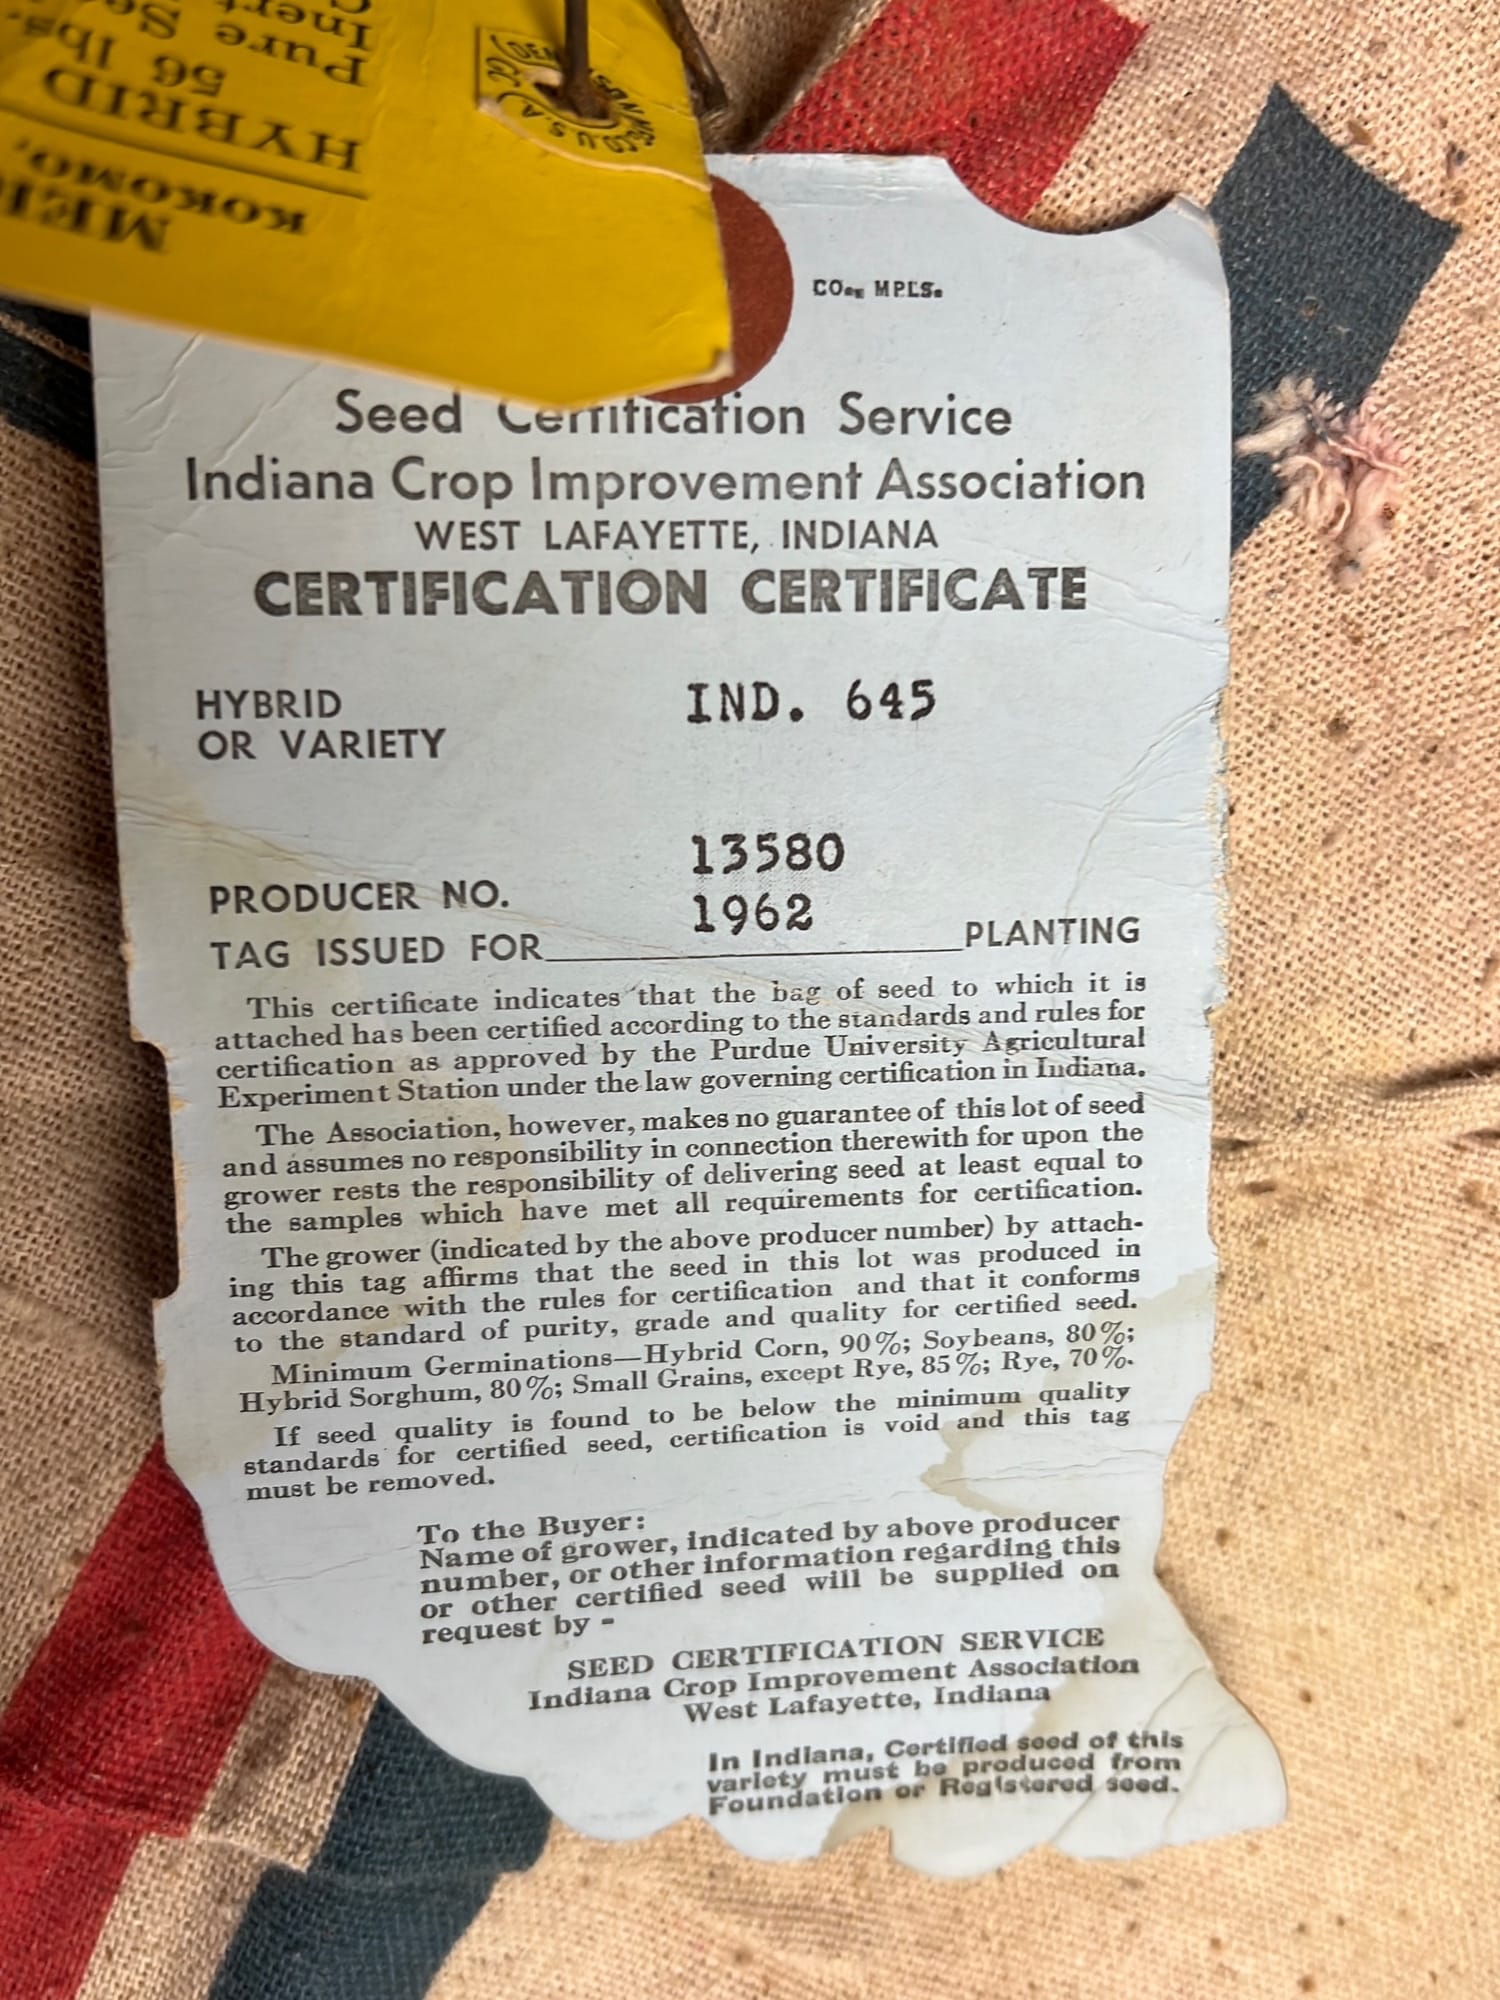 Pure Se
56 lbs.
HYBRID
KOKOMO,
U.S.A.
CO.. MPLS.
Seed Certification Service
Indiana Crop Improvement Association
WEST LAFAYETTE, INDIANA
CERTIFICATION CERTIFICATE
HYBRID
OR VARIETY
IND. 645
13580
PRODUCER NO.
1962
TAG ISSUED FOR PLANTING
This certificate indicates that the bag of seed to which it is
attached has been certified according to the standards and rules for
certification as approved by the Purdue University Agricultural
Experiment Station under the law governing certification in Indiana.
The Association, however, makes no guarantee of this lot of seed
and assumes no responsibility in connection therewith for upon the
grower rests the responsibility of delivering seed at least equal to
the samples which have met all requirements for certification.
The grower (indicated by the above producer number) by attach-
ing this tag affirms that the seed in this lot was produced in
accordance with the rules for certification and that it conforms
to the standard of purity, grade and quality for certified seed.
Minimum Germinations—Hybrid Corn, 90%; Soybeans, 80%;
Hybrid Sorghum, 80%; Small Grains, except Rye, 85%; Rye, 70%.
If seed quality is found to be below the minimum quality
standards for certified seed, certification is void and this tag
must be removed.
To the Buyer:
Name of grower, indicated by above producer
number, or other information regarding this
or other certified seed will be supplied on
request by -
SEED CERTIFICATION SERVICE
Indiana Crop Improvement Association
West Lafayette, Indiana
In Indiana, Certified seed of this
variety must be produced from
Foundation or Registered seed.